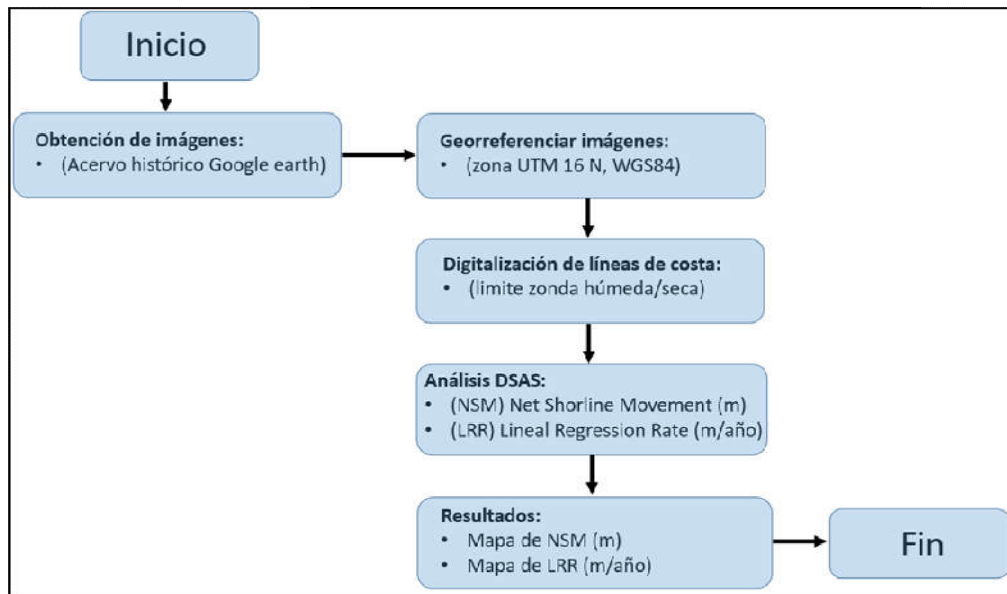 Inicio
Obtención de imágenes:
• (Acervo histórico Google earth)
Georreferenciar imágenes:
• (zona UTM 16 N, WGS84)
Digitalización de líneas de costa:
• (limite zonda húmeda/seca)
Análisis DSAS:
• (NSM) Net Shorline Movement (m)
• (LRR) Lineal Regression Rate (m/año)
Resultados:
• Mapa de NSM (m)
• Mapa de LRR (m/año)
Fin